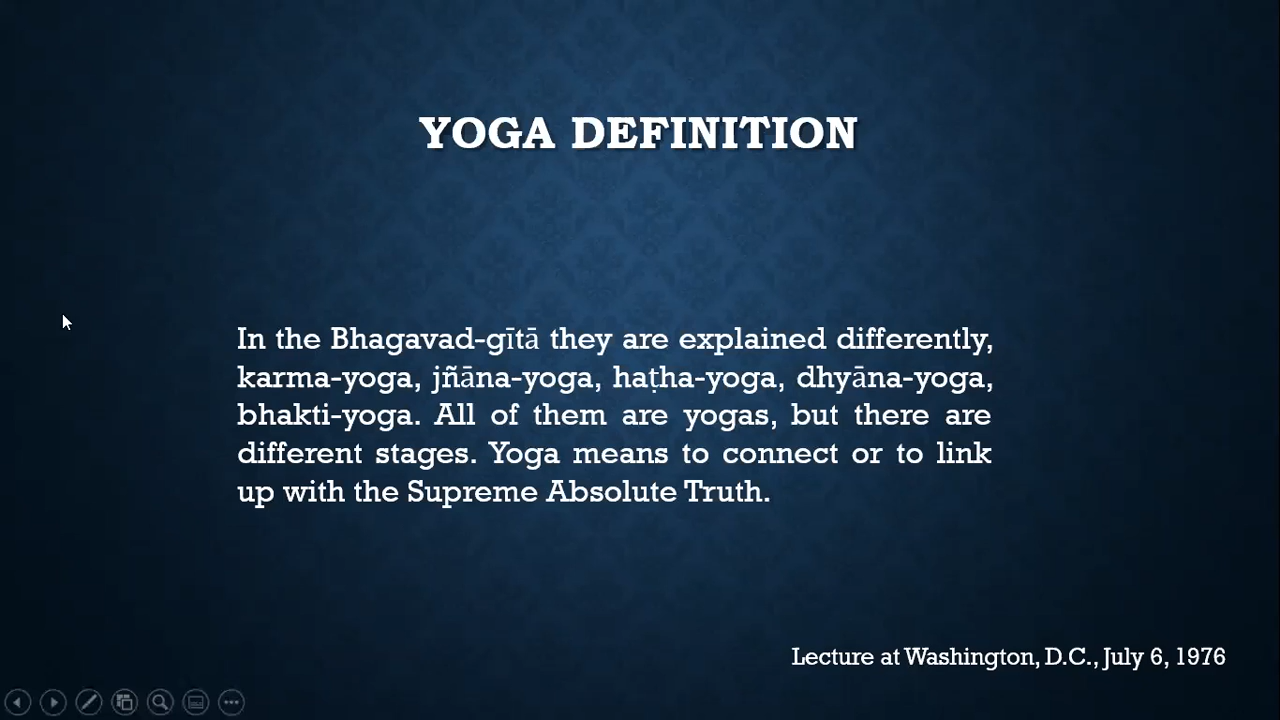 YOGA DEFINITION
In the Bhagavad-gītā they are explained differently,
karma-yoga, jñāna-yoga, haṭha-yoga, dhyāna-yoga,
bhakti-yoga. All of them are yogas, but there are
different stages. Yoga means to connect or to link
up with the Supreme Absolute Truth.
Lecture at Washington, D.C., July 6, 1976